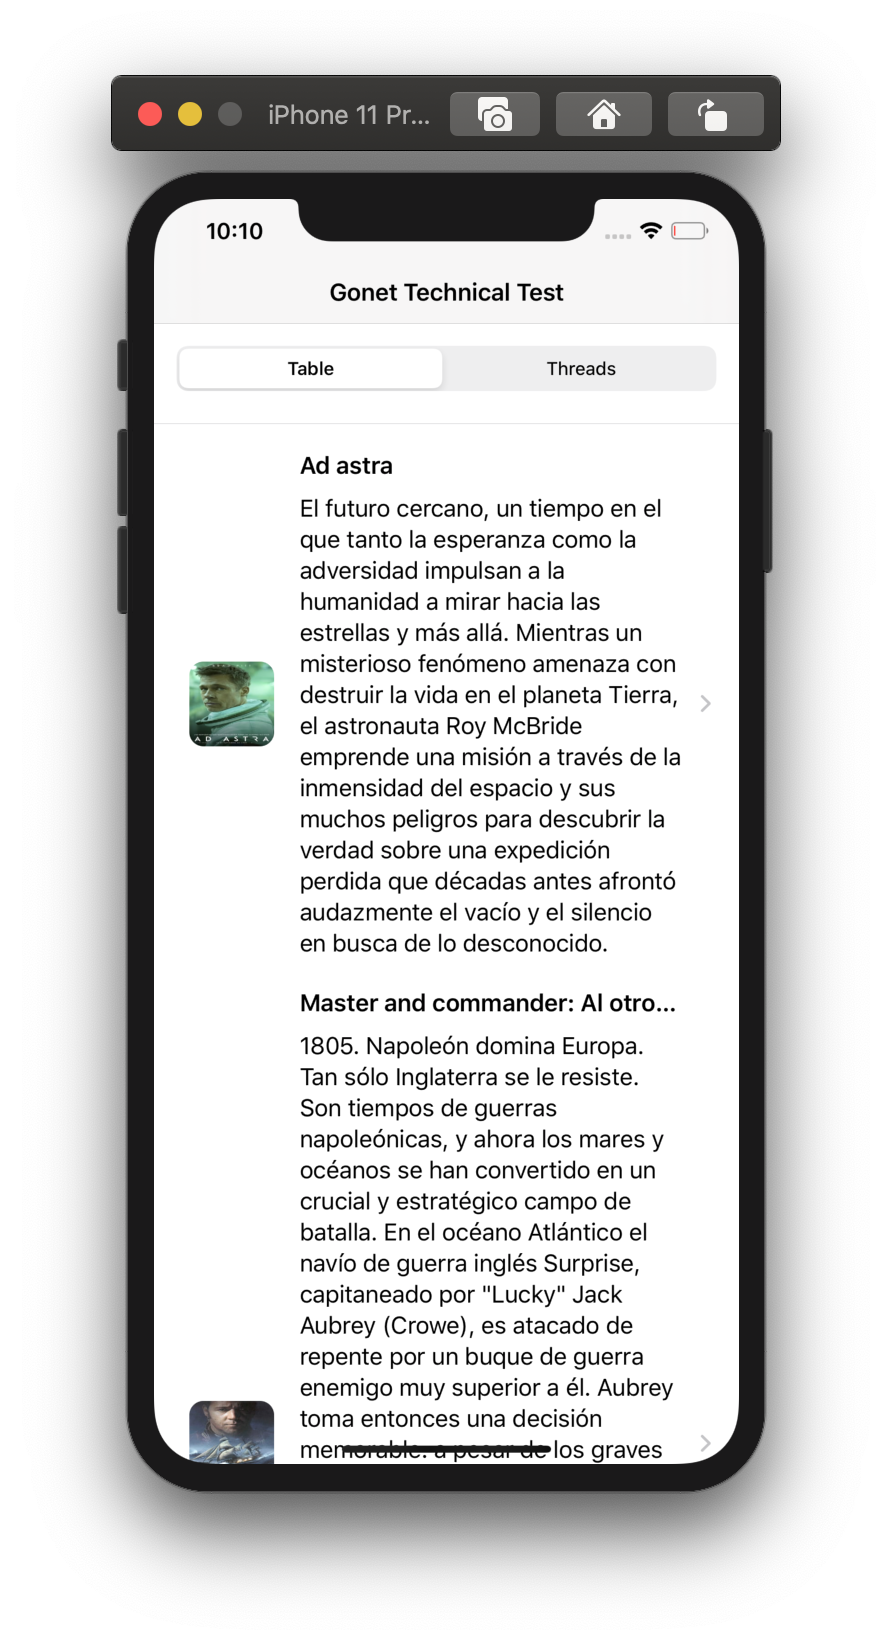 iPhone 11 Pr...
10:10
Gonet Technical Test
Table
Threads
Ad astra
El futuro cercano, un tiempo en el
que tanto la esperanza como la
adversidad impulsan a la
humanidad a mirar hacia las
estrellas y más allá. Mientras un
misterioso fenómeno amenaza con
destruir la vida en el planeta Tierra,
el astronauta Roy McBride
emprende una misión a través de la
inmensidad del espacio y sus
muchos peligros para descubrir la
verdad sobre una expedición
perdida que décadas antes afrontó
audazmente el vacío y el silencio
en busca de lo desconocido.
AD ASTRA
Master and commander: Al otro...
1805. Napoleón domina Europa.
Tan sólo Inglaterra se le resiste.
Son tiempos de guerras
napoleónicas, y ahora los mares y
océanos se han convertido en un
crucial y estratégico campo de
batalla. En el océano Atlántico el
navío de guerra inglés Surprise,
capitaneado por "Lucky" Jack
Aubrey (Crowe), es atacado de
repente por un buque de guerra
enemigo muy superior a él. Aubrey
toma entonces una decisión
memorable: a pesar de los graves